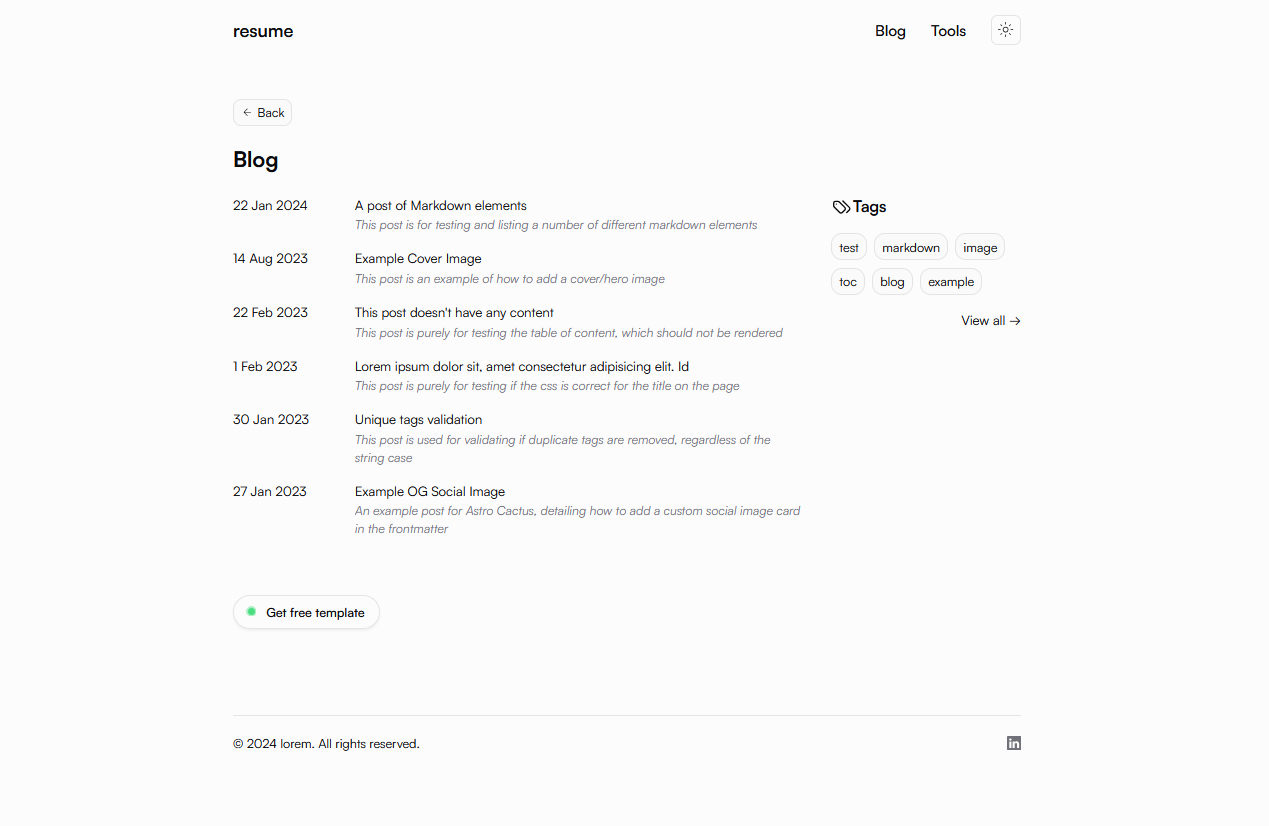 resume
Blog
Tools
Back
Blog
22 Jan 2024
A post of Markdown elements
This post is for testing and listing a number of different markdown elements
14 Aug 2023
Example Cover Image
This post is an example of how to add a cover/hero image
22 Feb 2023
This post doesn't have any content
This post is purely for testing the table of content, which should not be rendered
1 Feb 2023
Lorem ipsum dolor sit, amet consectetur adipisicing elit. Id
This post is purely for testing if the css is correct for the title on the page
30 Jan 2023
Unique tags validation
This post is used for validating if duplicate tags are removed, regardless of the
string case
27 Jan 2023
Example OG Social Image
An example post for Astro Cactus, detailing how to add a custom social image card
in the frontmatter
Tags
test
markdown
image
toc
blog
example
View all →
Get free template
© 2024 lorem. All rights reserved.
in